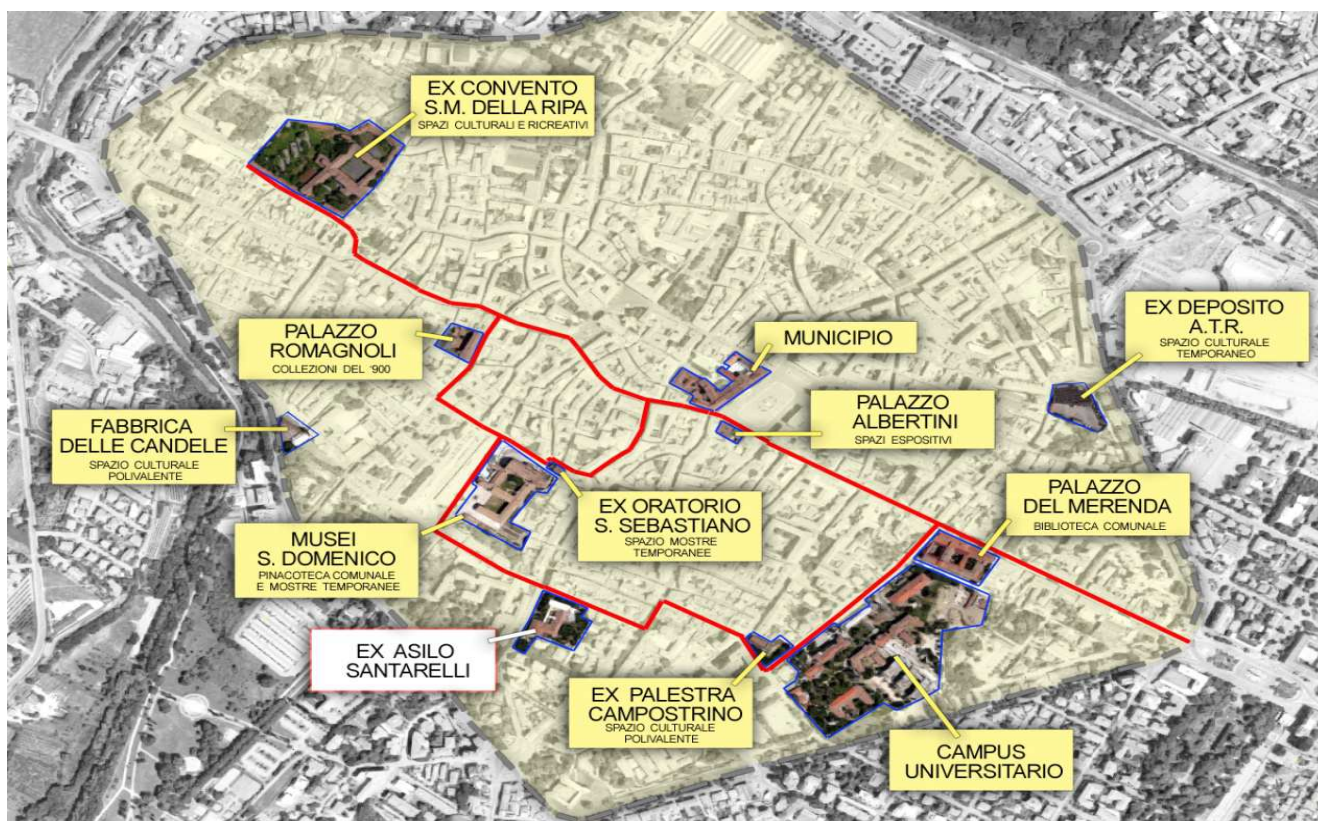 EX CONVENTO
S.M. DELLA RIPA
SPAZI CULTURALI E RICREATIVI
PALAZZO
ROMAGNOLI
COLLEZIONI DEL '900
MUNICIPIO
EX DEPOSITO
A.T.R.
SPAZIO CULTURALE
TEMPORANEO
FABBRICA
DELLE CANDELE
SPAZIO CULTURALE
POLIVALENTE
PALAZZO
ALBERTINI
SPAZI ESPOSITIVI
MUSEI
S. DOMENICO
PINACOTECA COMUNALE
E MOSTRE TEMPORANEE
EX ORATORIO
S. SEBASTIANO
SPAZIO MOSTRE
TEMPORANEE
PALAZZO
DEL MERENDA
BIBLIOTECA COMUNALE
EX ASILO
SANTARELLI
EX PALESTRA
CAMPOSTRINO
SPAZIO CULTURALE
POLIVALENTE
CAMPUS
UNIVERSITARIO